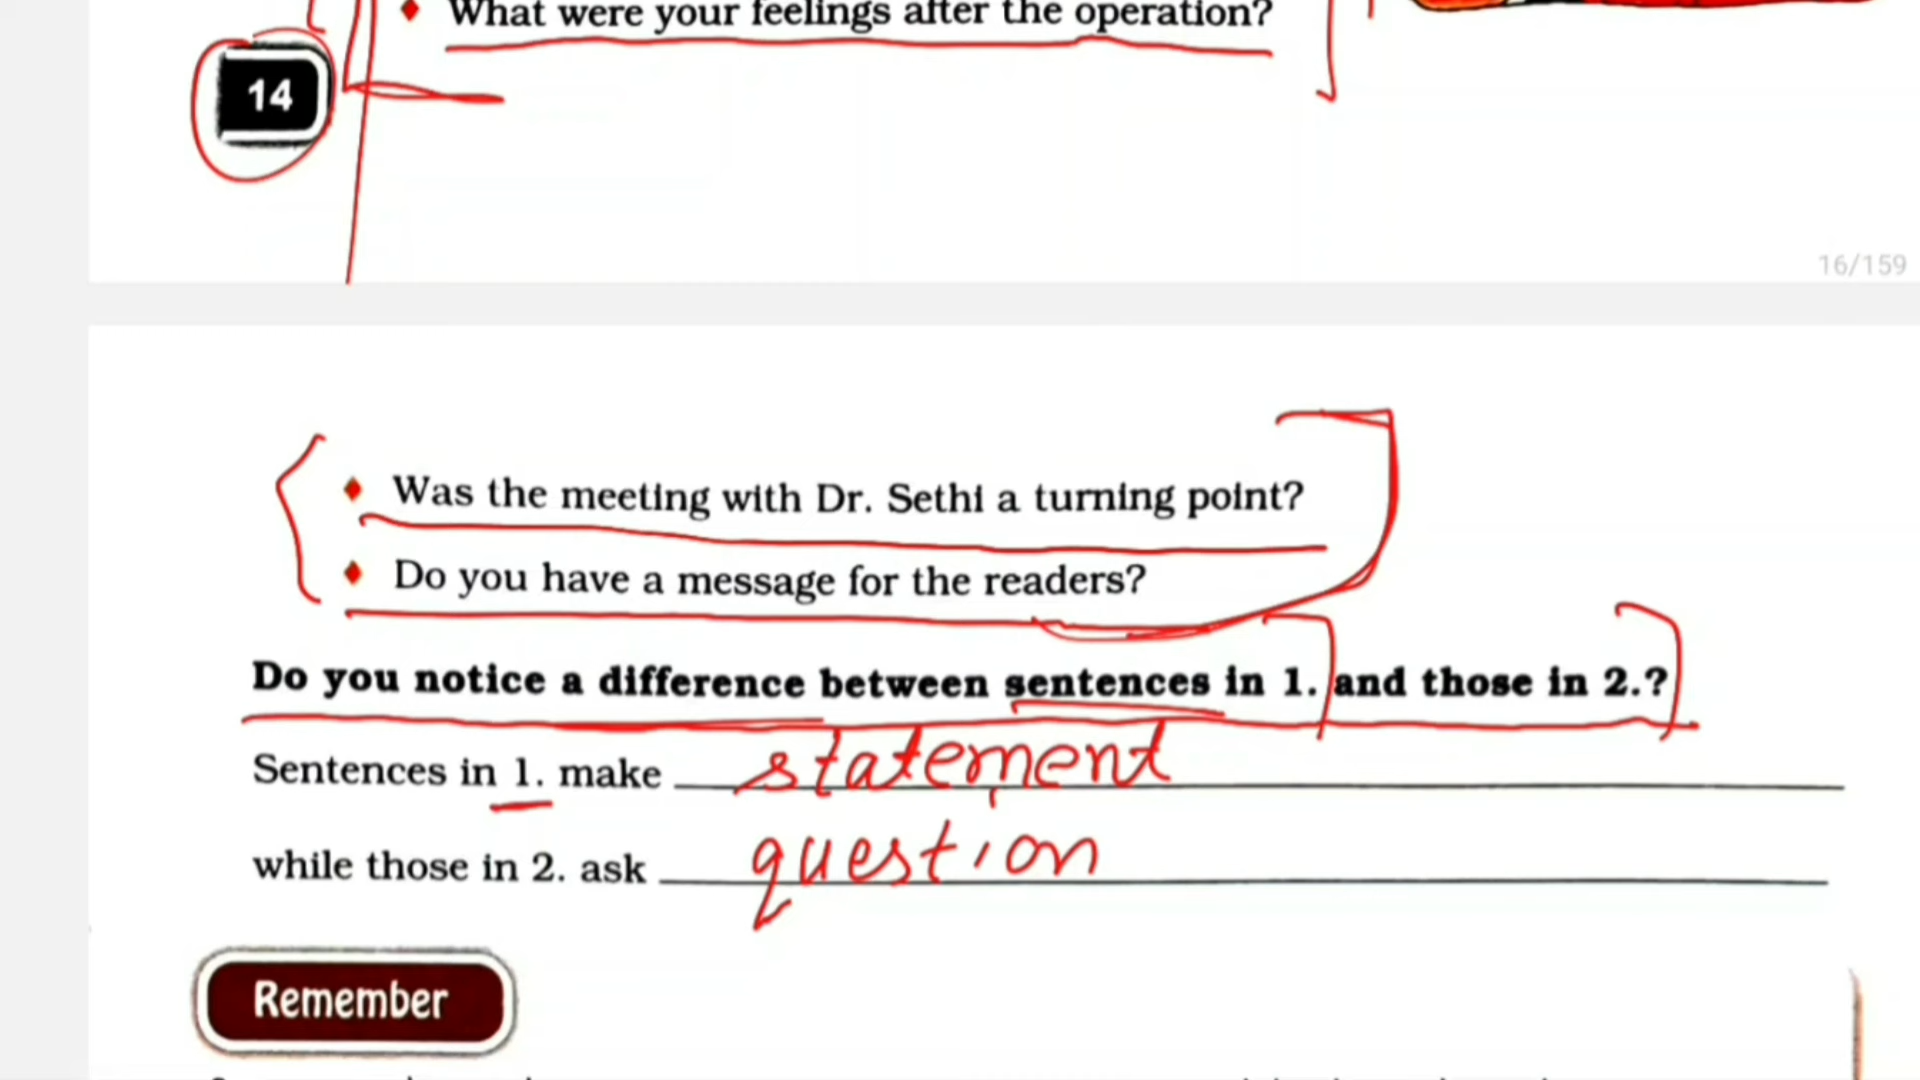 What were your feelings after the operation?
14
16/159
Was the meeting with Dr. Sethi a turning point?
Do you have a message for the readers?
Do you notice a difference between sentences in 1. and those in 2.?
Sentences in 1. make statement
while those in 2. ask question
Remember